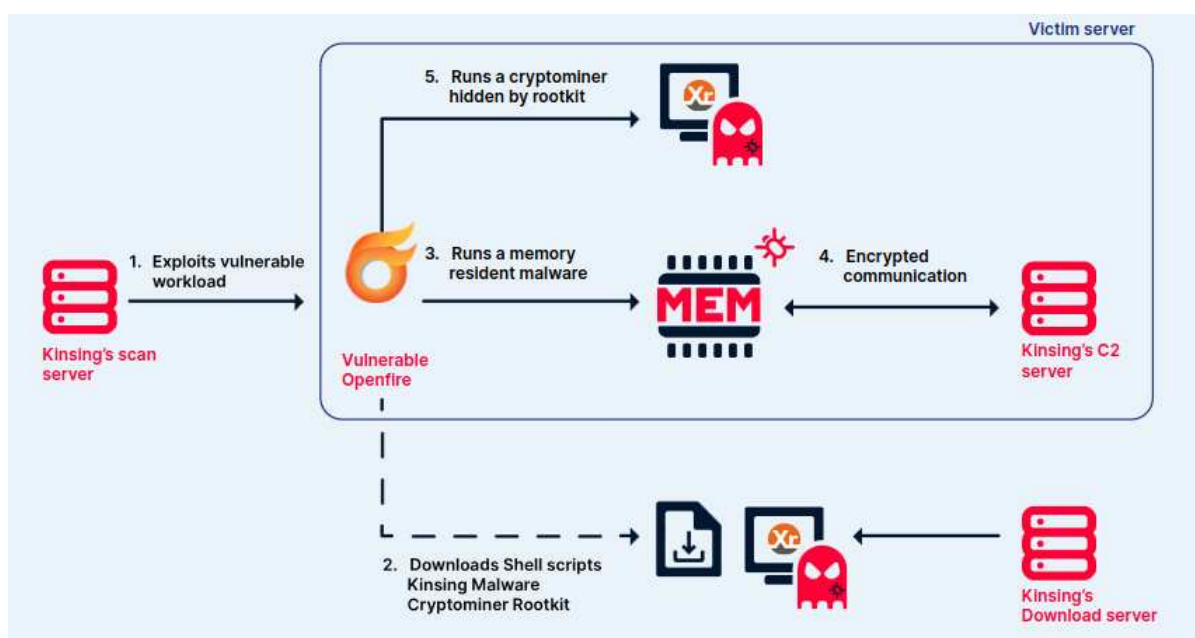 Victim server
5. Runs a cryptominer
hidden by rootkit
Xr
1. Exploits vulnerable
workload
3. Runs a memory
resident malware
MEM
4. Encrypted
communication
Kinsing's scan
server
Vulnerable
Openfire
Kinsing's C2
server
2. Downloads Shell scripts
Kinsing Malware
Cryptominer Rootkit
Xr
Kinsing's
Download server